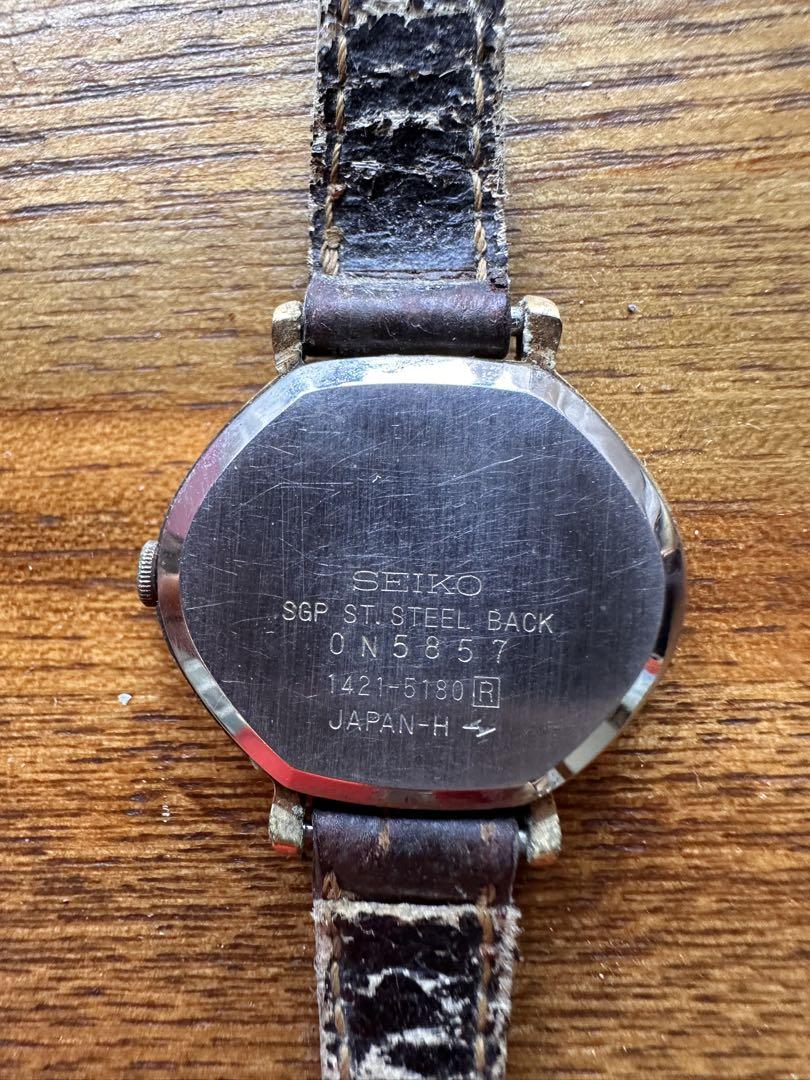 SEIKO
SGP ST. STEEL BACK
0N5857
1421-5180 R
JAPAN-H